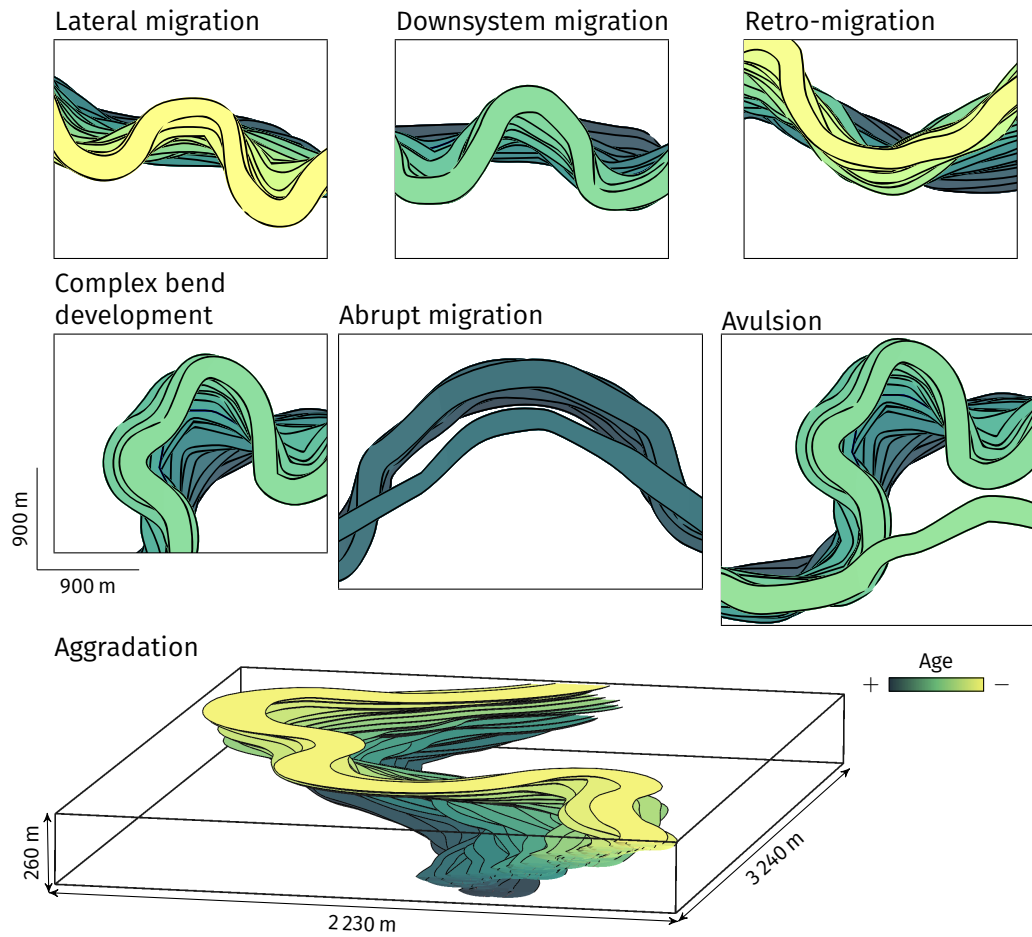 Lateral migration
Downsystem migration
Retro-migration
Complex bend
development
Abrupt migration
Avulsion
900 m
900 m
Aggradation
Age
+ −
260 m
2 230 m
3 240 m